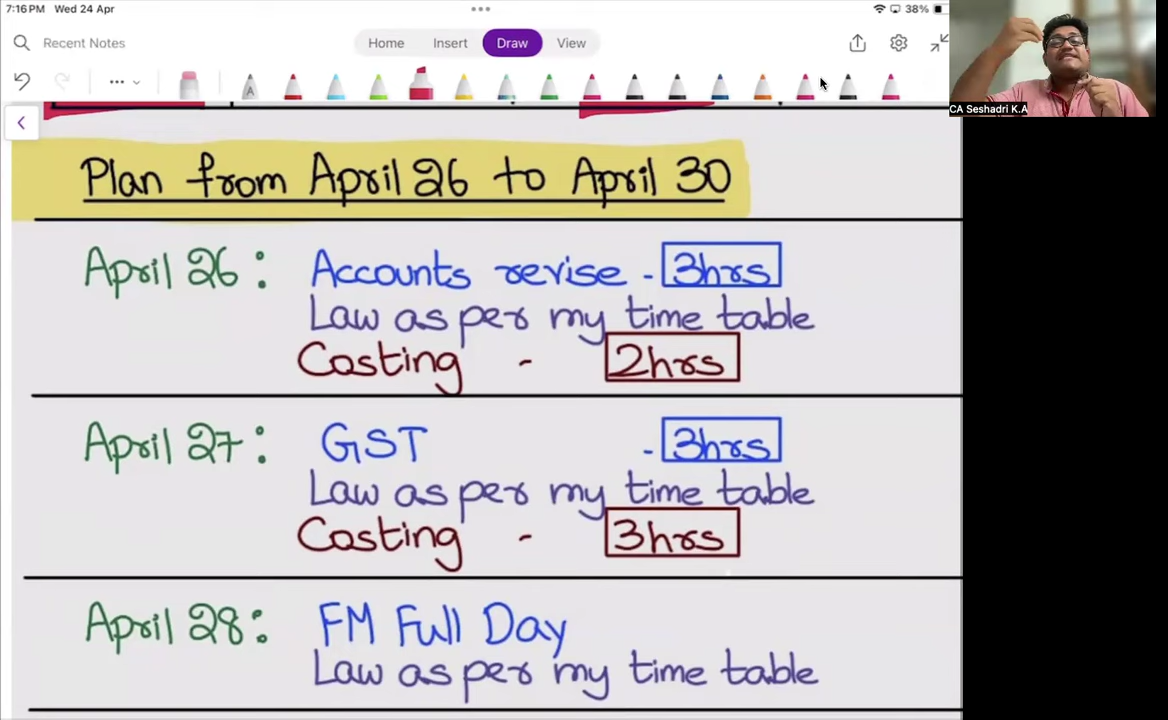 7:16 PM Wed 24 Apr
38%
Recent Notes
Home Insert Draw View
A
CA Seshadri K.A
Plan from April 26 to April 30
April 26: Accounts revise - 3hrs
Law as per my time table
Costing - 2hrs
April 27: GST - 3hrs
Law as per my time table
Costing - 3hrs
April 28: FM Full Day
Law as per my time table